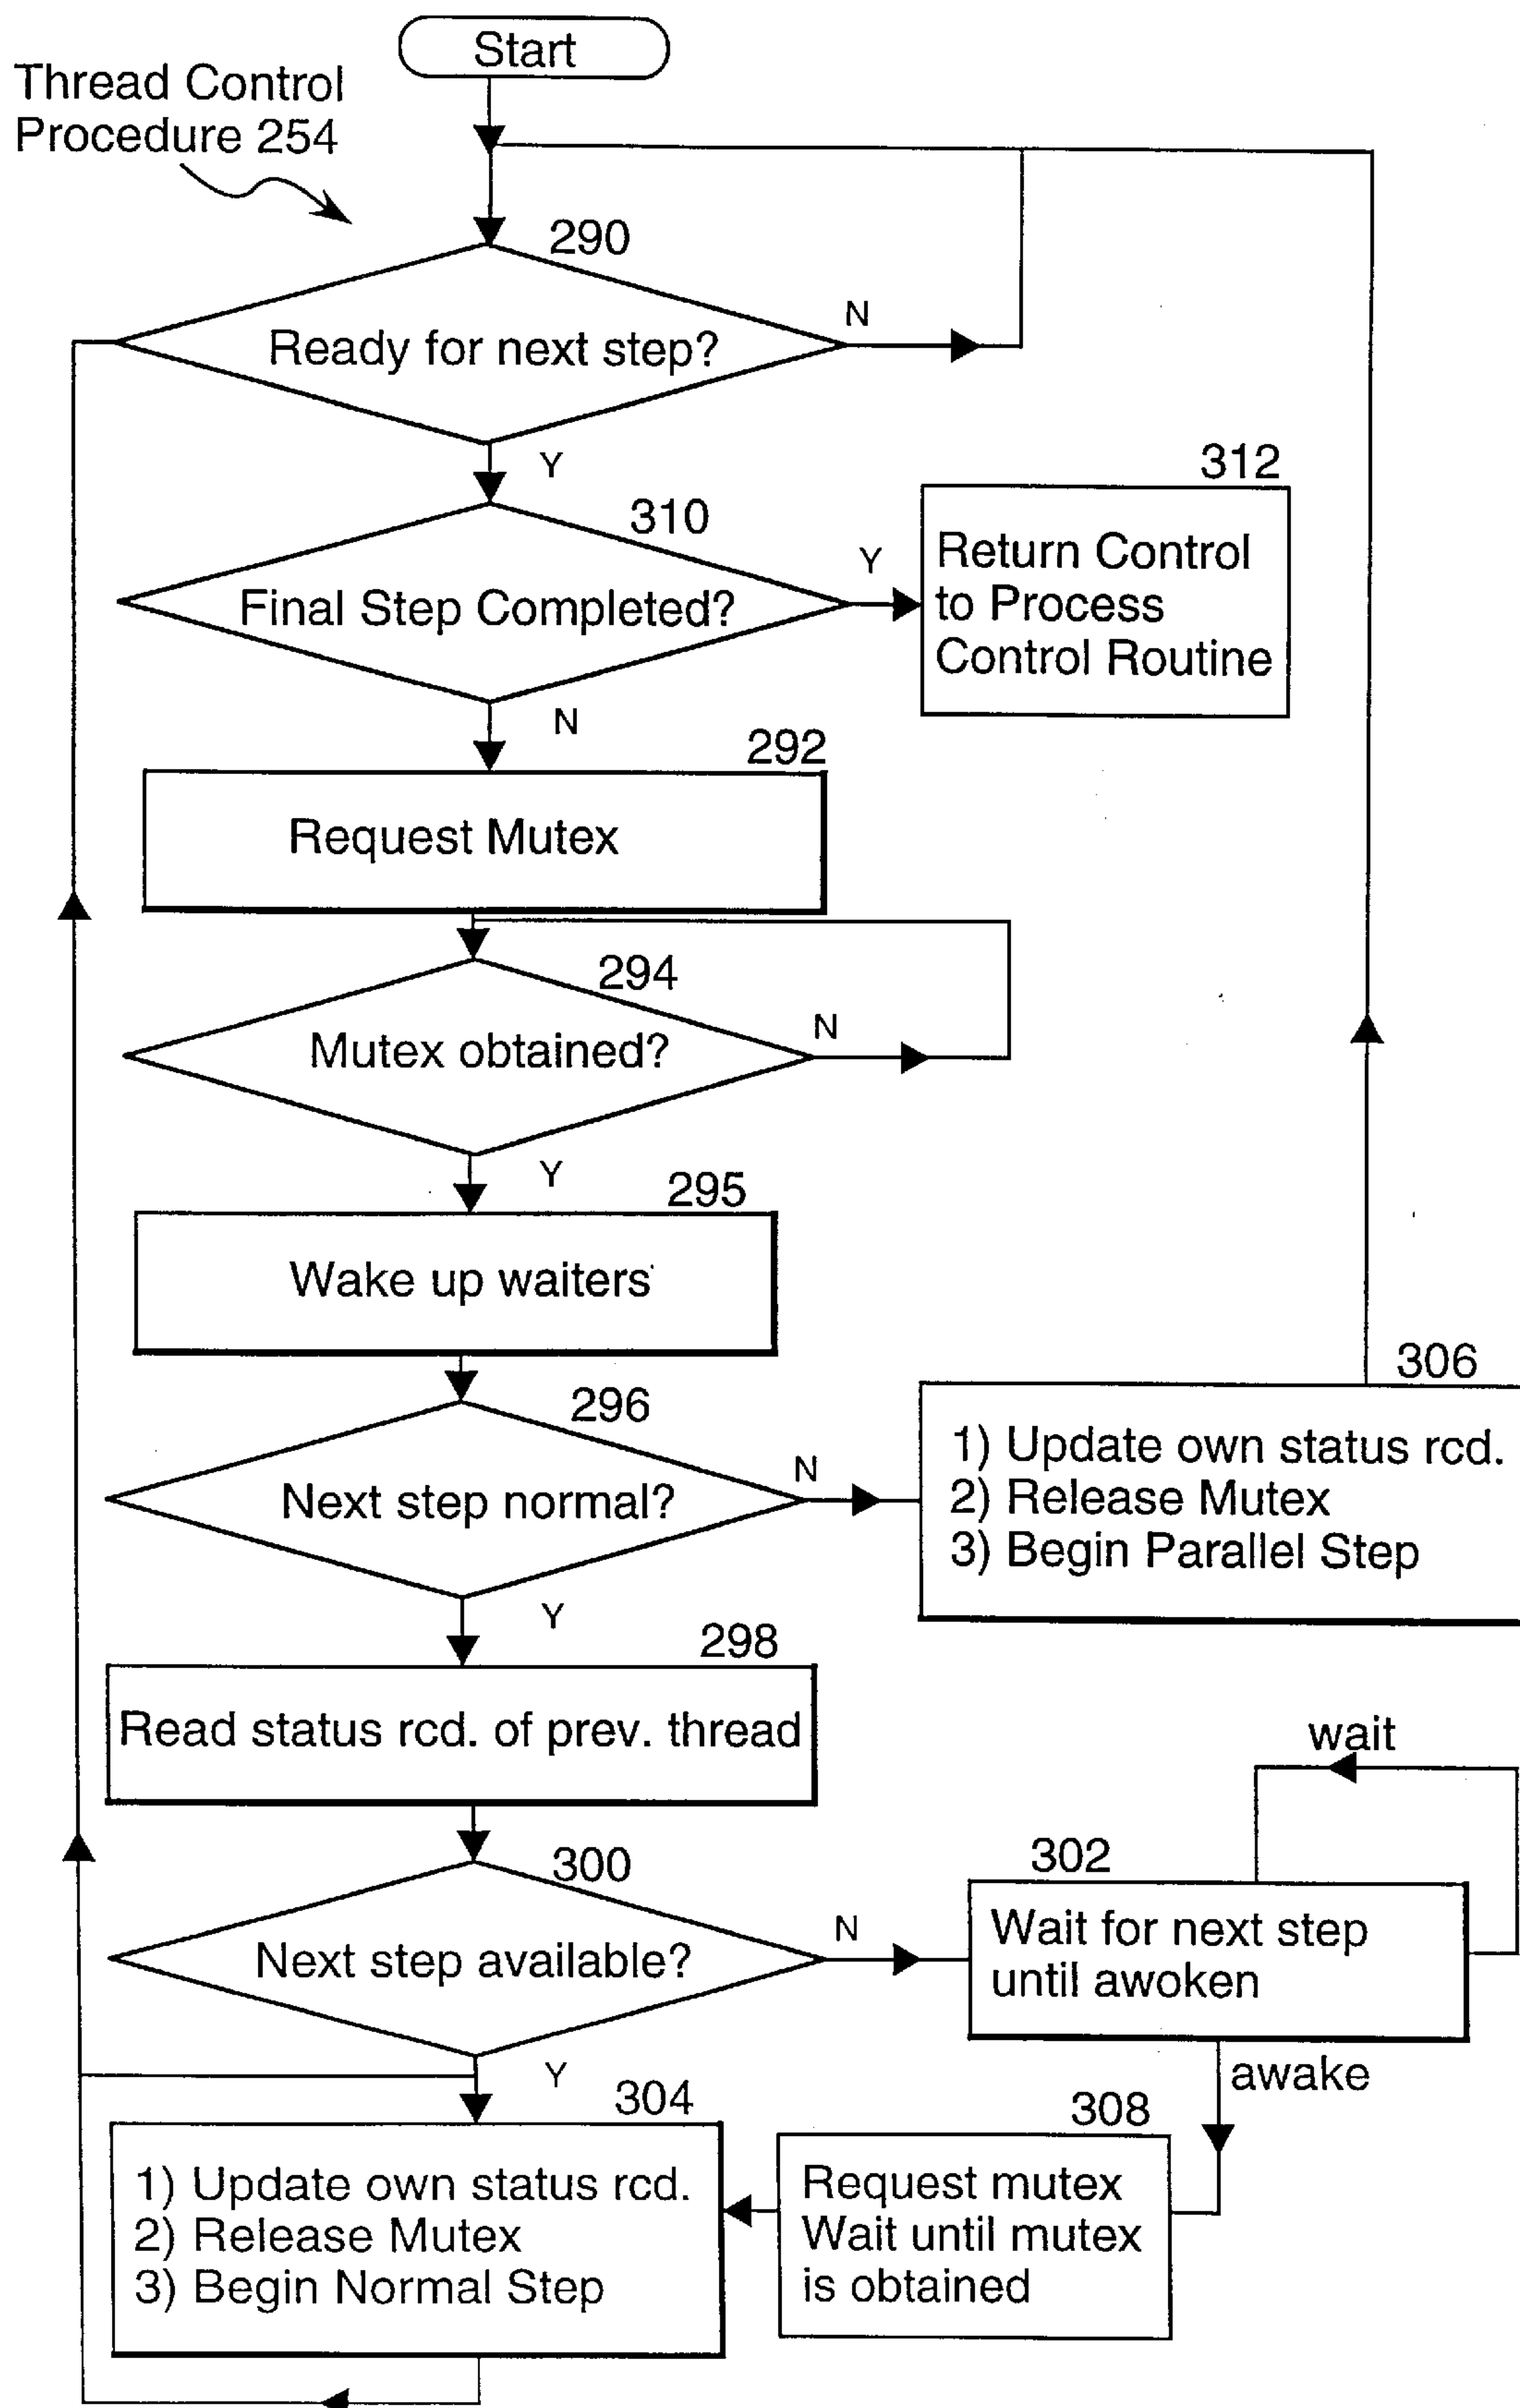 Start
Thread Control
Procedure 254
290
Ready for next step?
N
Y
312
310
Final Step Completed?
Y
Return Control
to Process
Control Routine
N
292
Request Mutex
294
Mutex obtained?
N
Y
295
Wake up waiters
306
296
Next step normal?
N
1) Update own status rcd.
2) Release Mutex
3) Begin Parallel Step
Y
298
Read status rcd. of prev. thread
wait
300
302
Next step available?
N
Wait for next step
until awoken
Y
awake
304
308
1) Update own status rcd.
2) Release Mutex
3) Begin Normal Step
Request mutex
Wait until mutex
is obtained